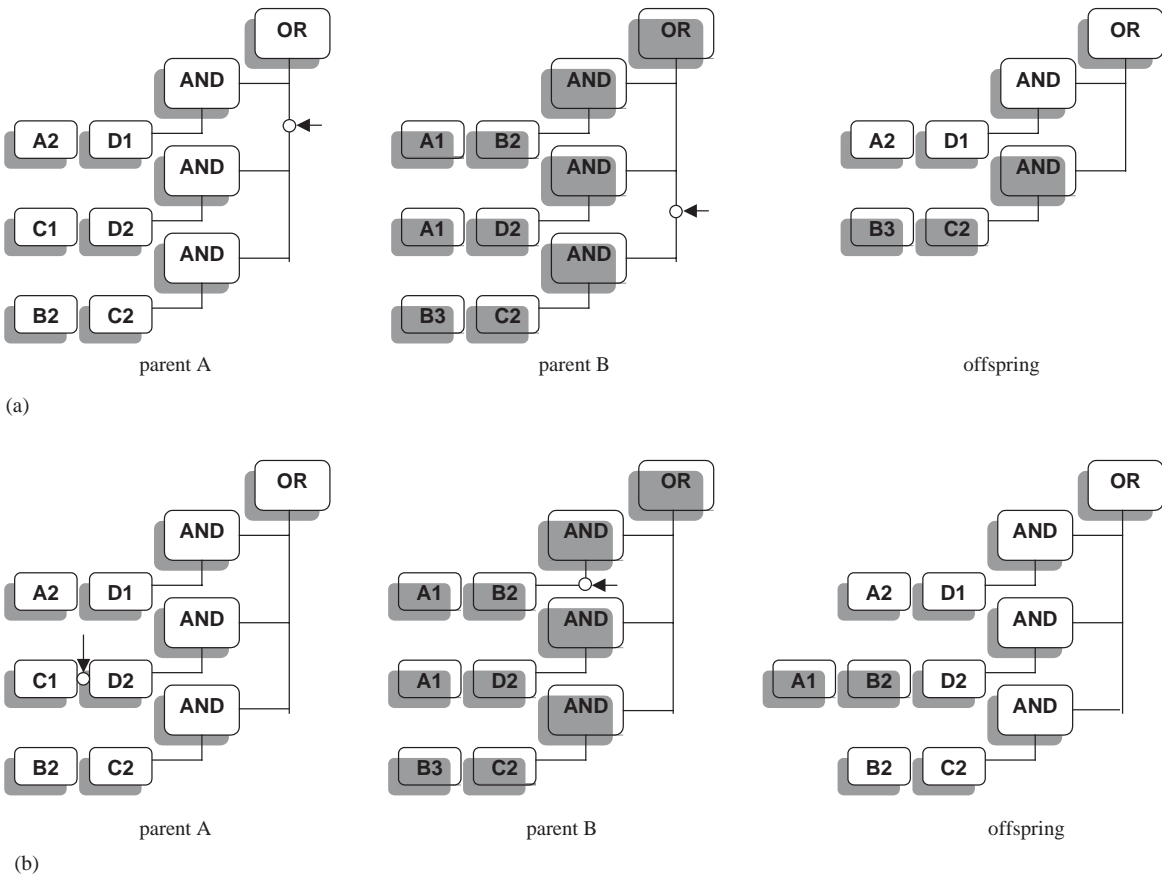 OR OR OR
AND AND AND
A2 D1 A1 B2 A2 D1
AND AND AND
C1 D2 A1 D2 B3 C2
AND AND
B2 C2 B3 C2
parent A parent B offspring
(a)
OR OR OR
AND AND AND
A2 D1 A1 B2 A2 D1
AND AND AND
C1 D2 A1 D2 A1 B2 D2
AND AND AND
B2 C2 B3 C2 B2 C2
parent A parent B offspring
(b)